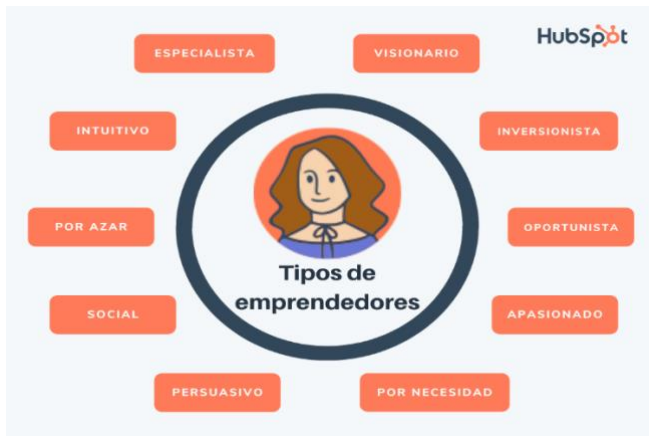 HubSpot
ESPECIALISTA
VISIONARIO
INTUITIVO
INVERSIONISTA
POR AZAR
OPORTUNISTA
Tipos de
emprendedores
SOCIAL
APASIONADO
PERSUASIVO
POR NECESIDAD